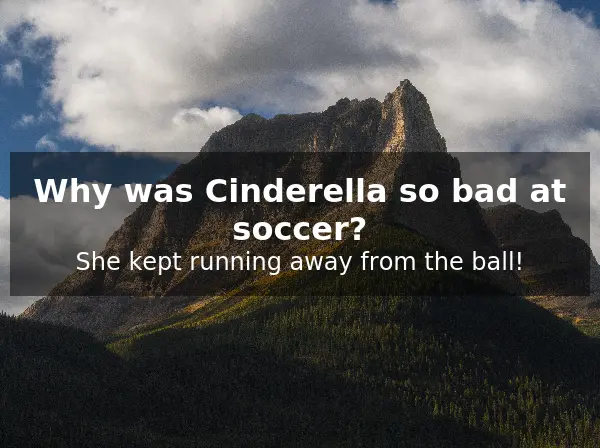 Why was Cinderella so bad at
soccer?
She kept running away from the ball!